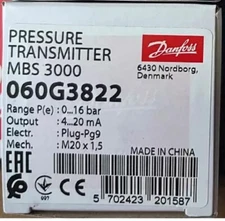 PRESSURE
TRANSMITTER
MBS 3000
060G3822
Danfoss
6430 Nordborg,
Denmark
Range P(e) : 0...16 bar
Output : 4...20 mA
Electr. : Plug-Pg9
Mech. : M20 x 1,5
MADE IN CHINA
EAC
5 702423 201587